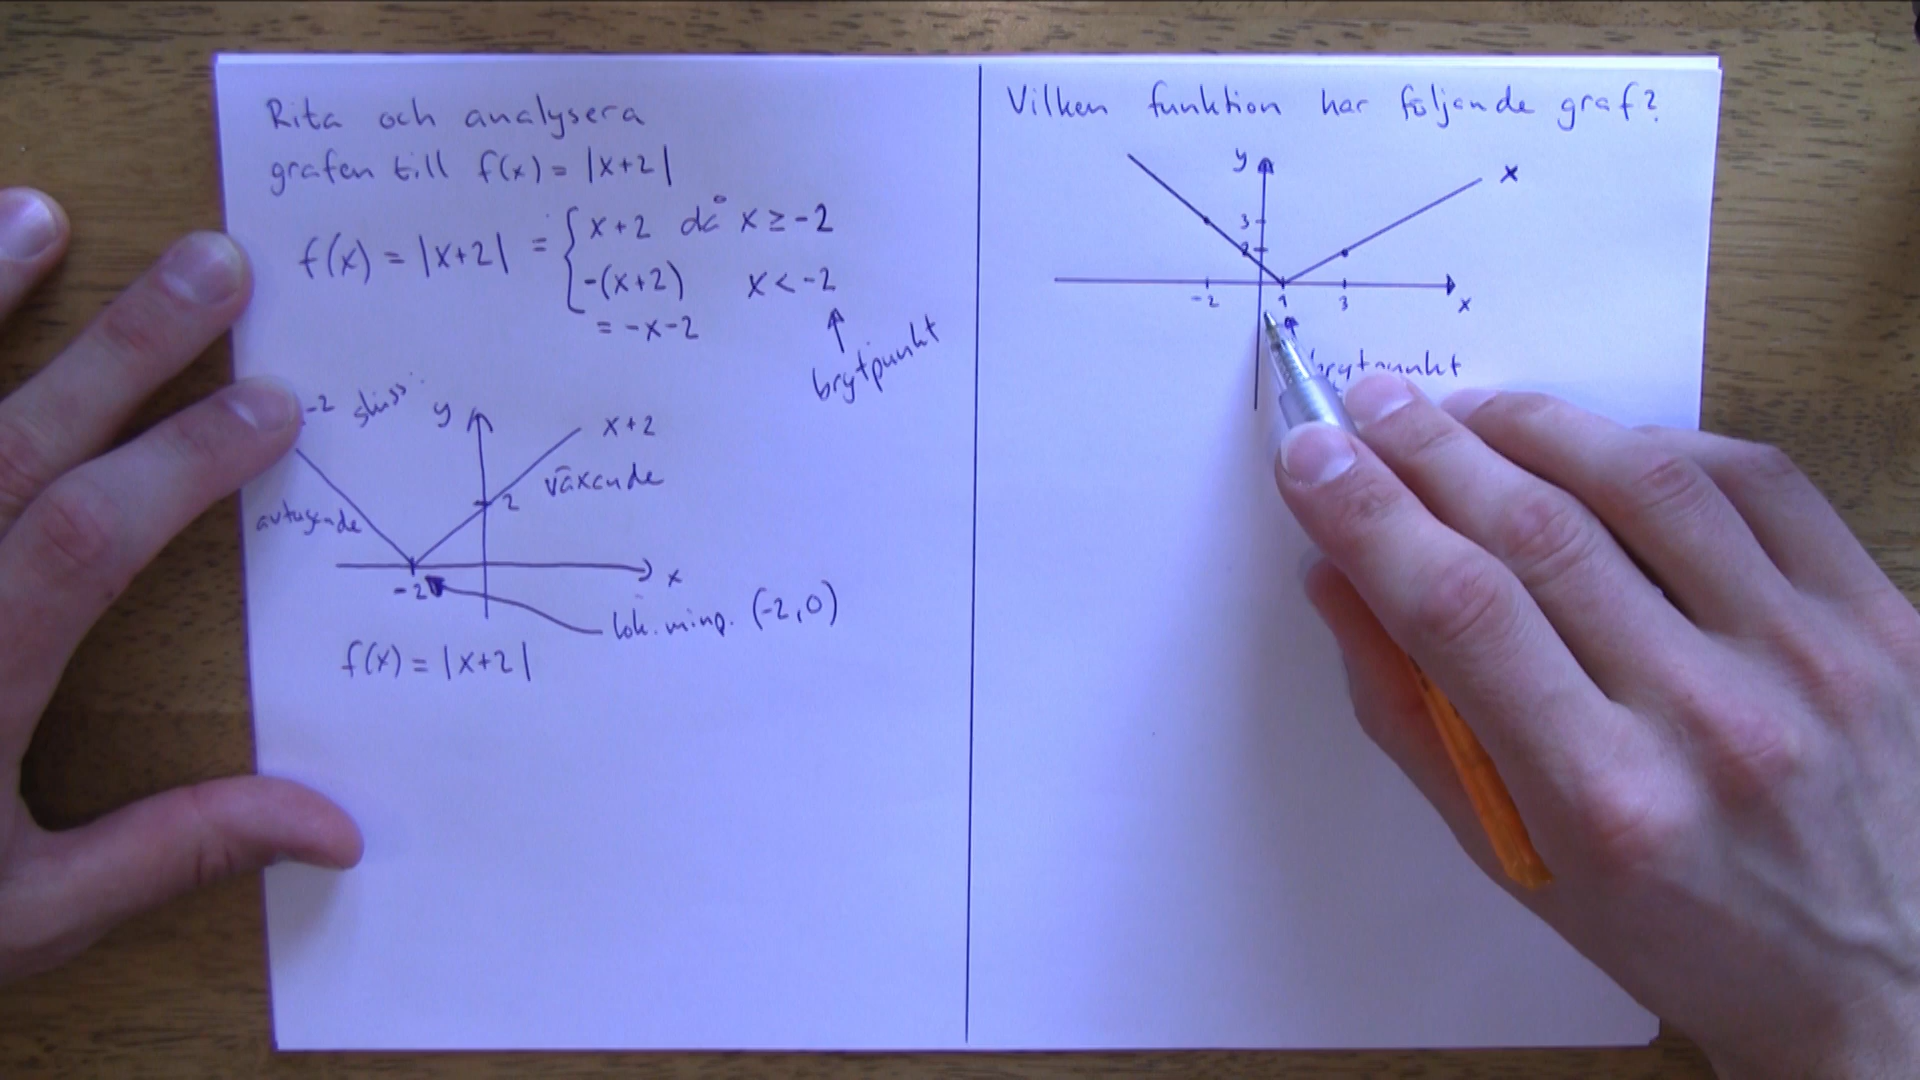 Rita och analysera
grafen till f(x) = |x+2|
f(x) = |x+2| = { x+2 då x ≥ -2
-(x+2) x < -2
= -x-2
brytpunkt
-2
y
x+2
växande
2
avtagande
-2
x
lok. minp. (-2,0)
f(x) = |x+2|
Vilken funktion har följande graf?
y
x
3
2
-2 1 3
x